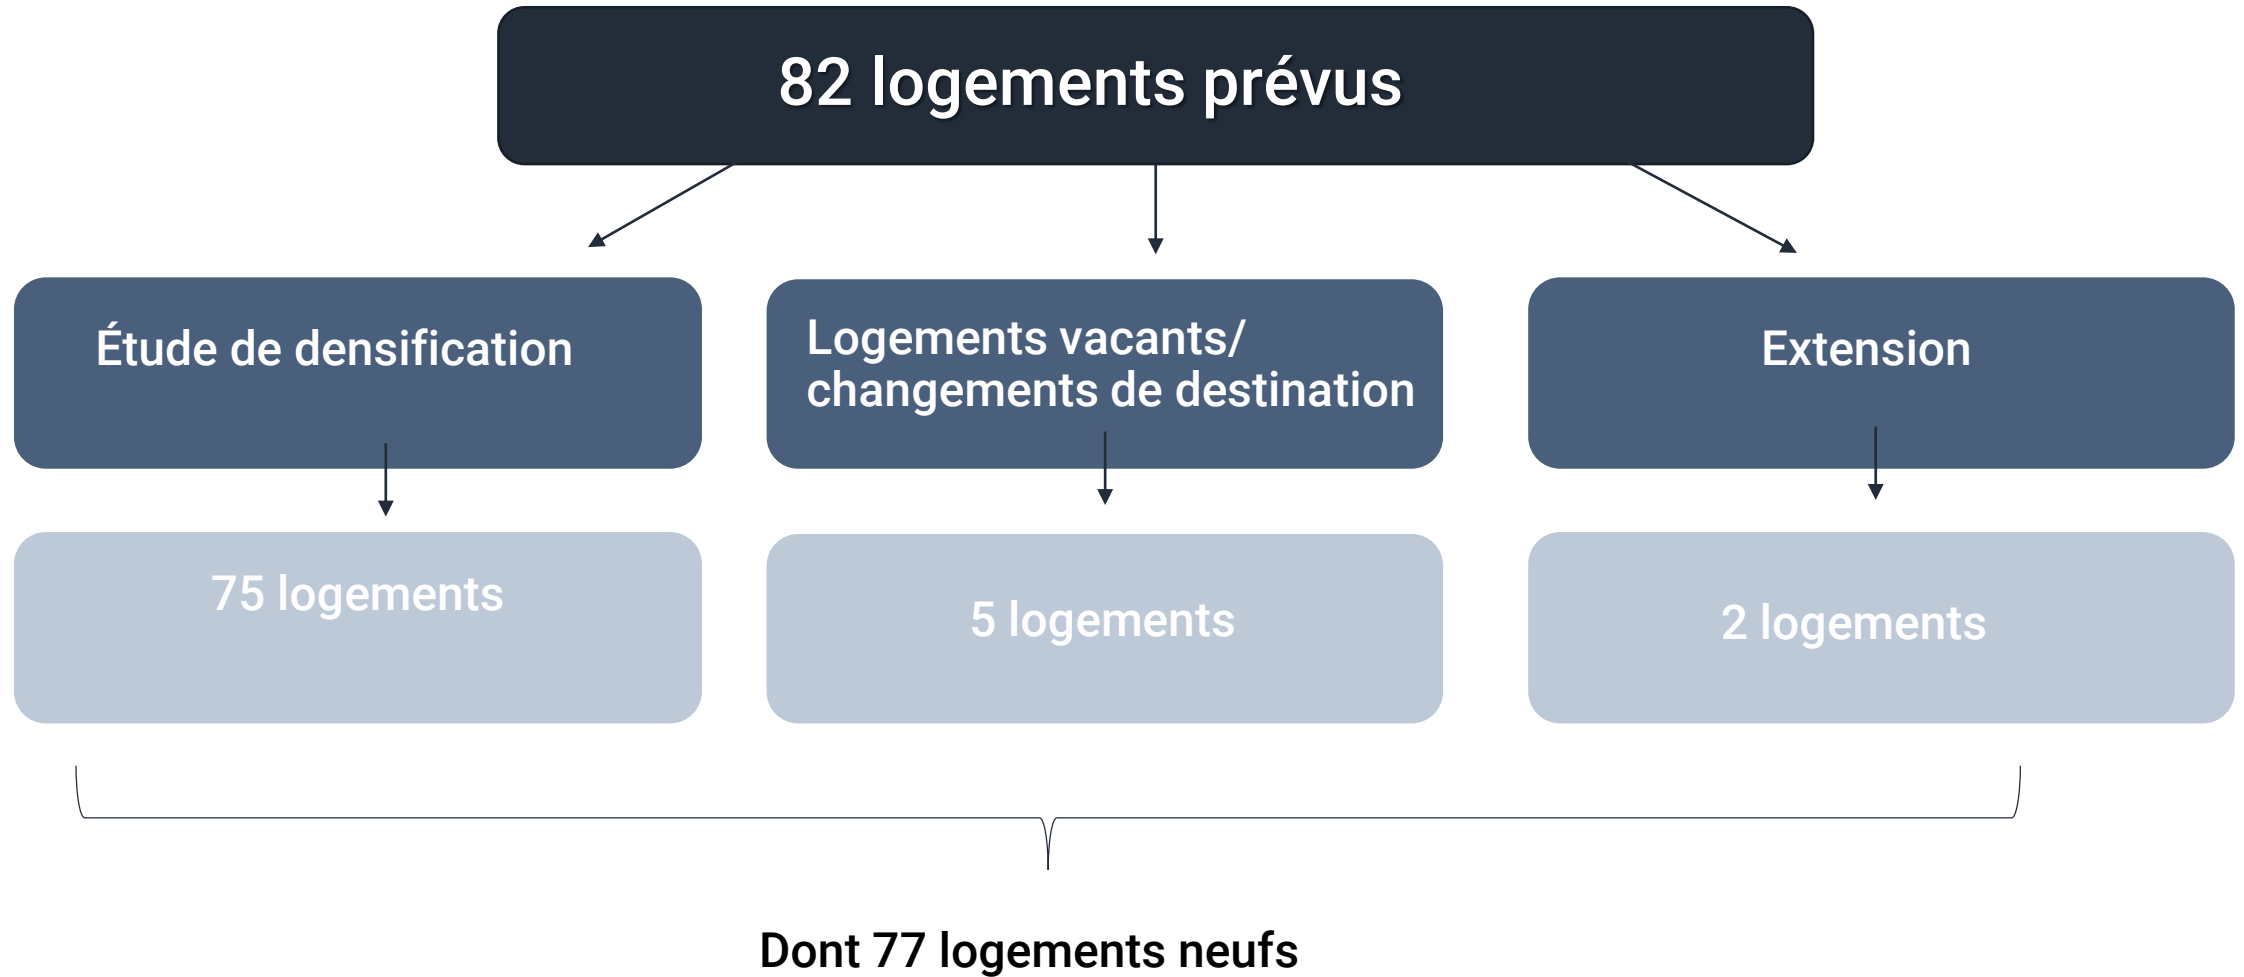 82 logements prévus
Étude de densification
Logements vacants/
changements de destination
Extension
75 logements
5 logements
2 logements
Dont 77 logements neufs